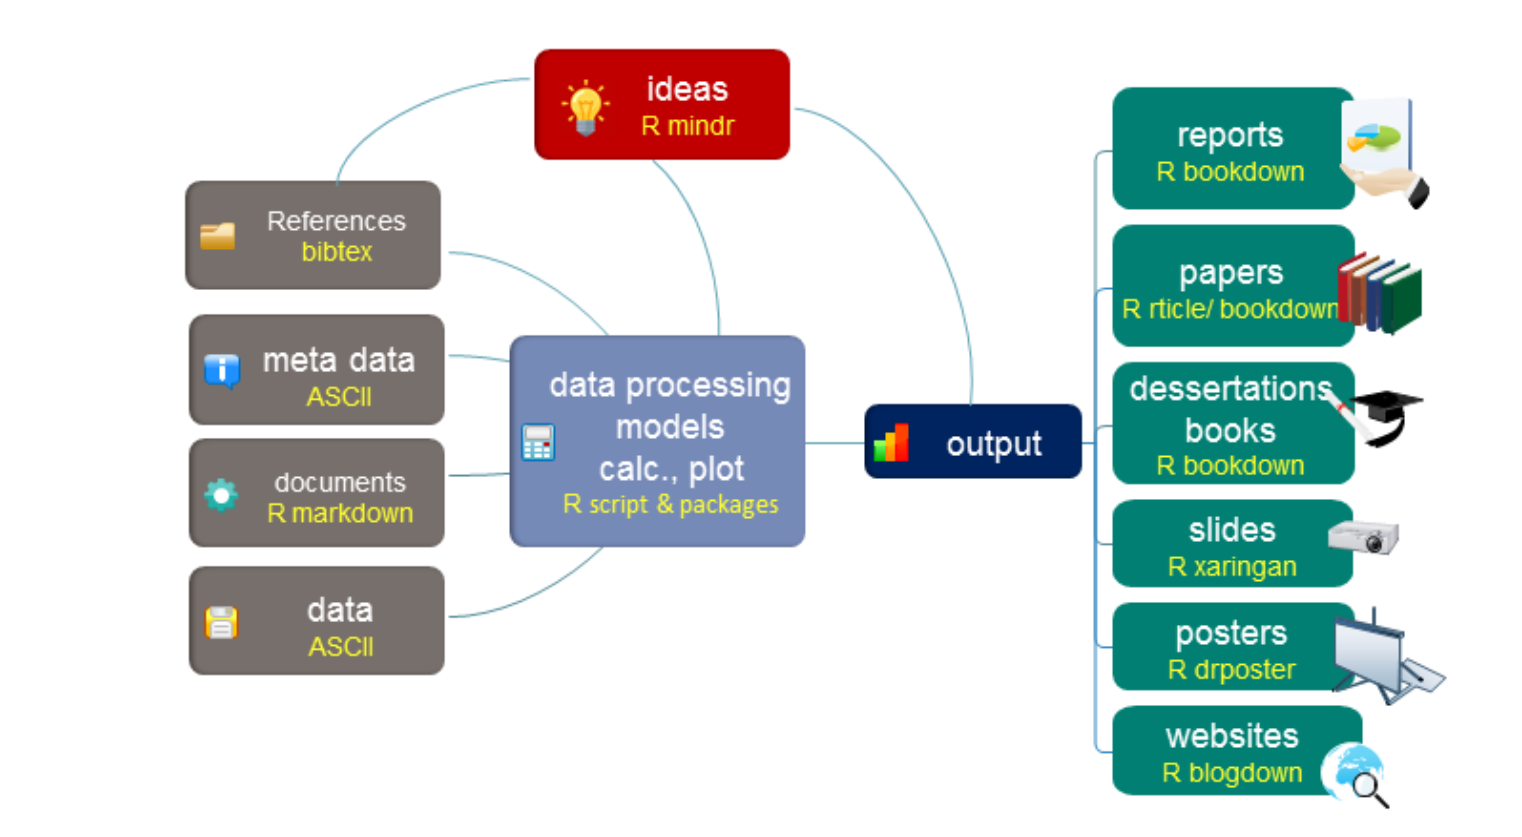 ideas
R mindr
References
bibtex
meta data
ASCII
documents
R markdown
data
ASCII
data processing
models
calc., plot
R script & packages
output
reports
R bookdown
papers
R rticle/ bookdown
dessertations
books
R bookdown
slides
R xaringan
posters
R drposter
websites
R blogdown